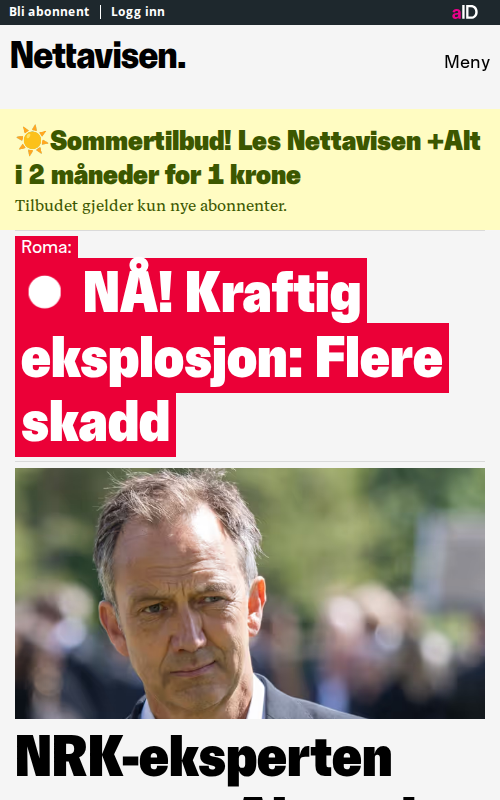 Bli abonnent | Logg inn
aID
Nettavisen.
Meny
Sommertilbud! Les Nettavisen +Alt
i 2 måneder for 1 krone
Tilbudet gjelder kun nye abonnenter.
Roma:
NÅ! Kraftig
eksplosjon: Flere
skadd
NRK-eksperten